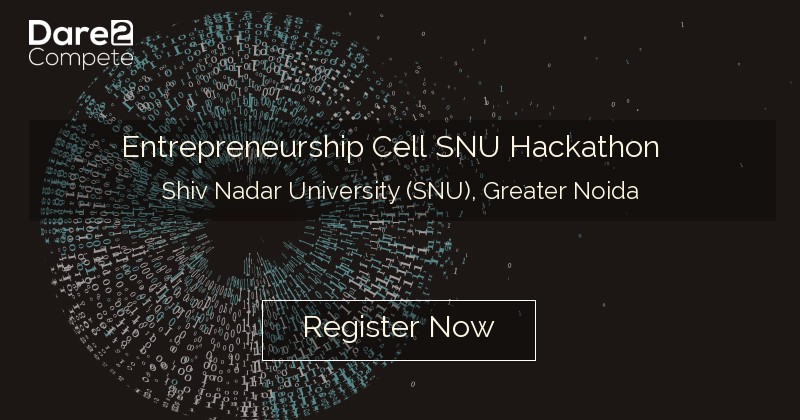 Dare2
Compete
Entrepreneurship Cell SNU Hackathon
Shiv Nadar University (SNU), Greater Noida
Register Now